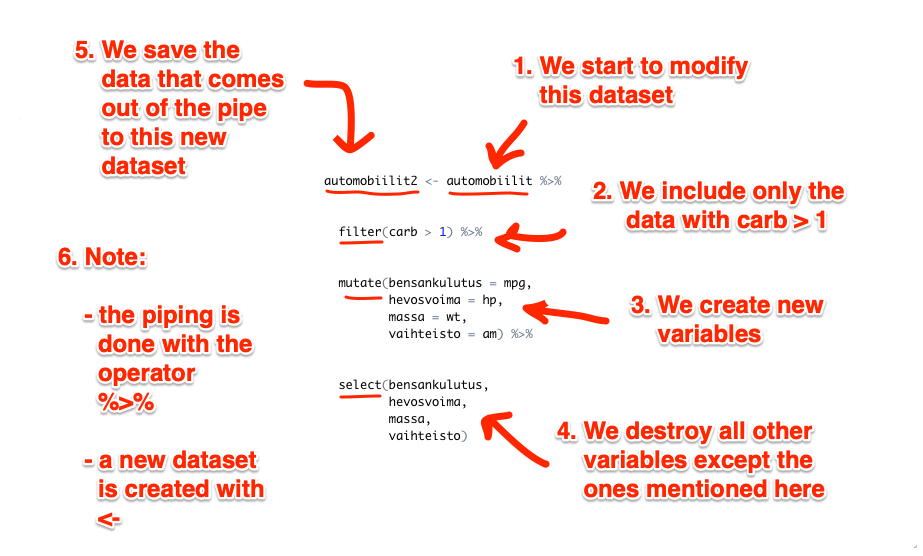 5. We save the
data that comes
out of the pipe
to this new
dataset
1. We start to modify
this dataset
automobiilit2 <- automobiilit %>%
2. We include only the
data with carb > 1
filter(carb > 1) %>%
6. Note:
- the piping is
done with the
operator
%>%
- a new dataset
is created with
<-
mutate(bensankulutus = mpg,
hevosvoima = hp,
massa = wt,
vaihteisto = am) %>%
3. We create new
variables
select(bensankulutus,
hevosvoima,
massa,
vaihteisto)
4. We destroy all other
variables except the
ones mentioned here